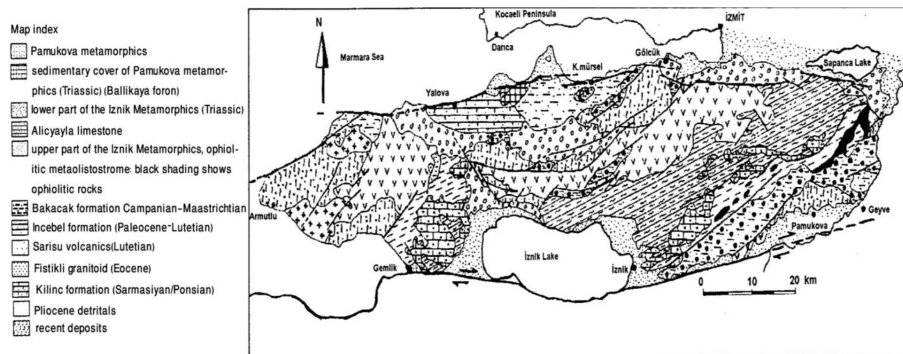 Map index
Pamukova metamorphics
sedimentary cover of Pamukova metamor-
phics (Triassic) (Ballikaya foron)
lower part of the Iznik Metamorphics (Triassic)
Alicyayla limestone
upper part of the Iznik Metamorphics, ophiol-
itic metaolistostrome: black shading shows
ophiolitic rocks
Bakacak formation Campanian-Maastrichtian
Incebel formation (Paleocene-Lutetian)
Sarisu volcanics(Lutetian)
Fistikli granitoid (Eocene)
Kilinc formation (Sarmasiyan/Ponsian)
Pliocene detritals
recent deposits
N
Marmara Sea
Kocaeli Peninsula
Darıca
İZMİT
Gölcük
K.mürsel
Sapanca Lake
Yalova
Armutlu
Gemlik
İznik Lake
İznik
Pamukova
Geyve
0 10 20 km